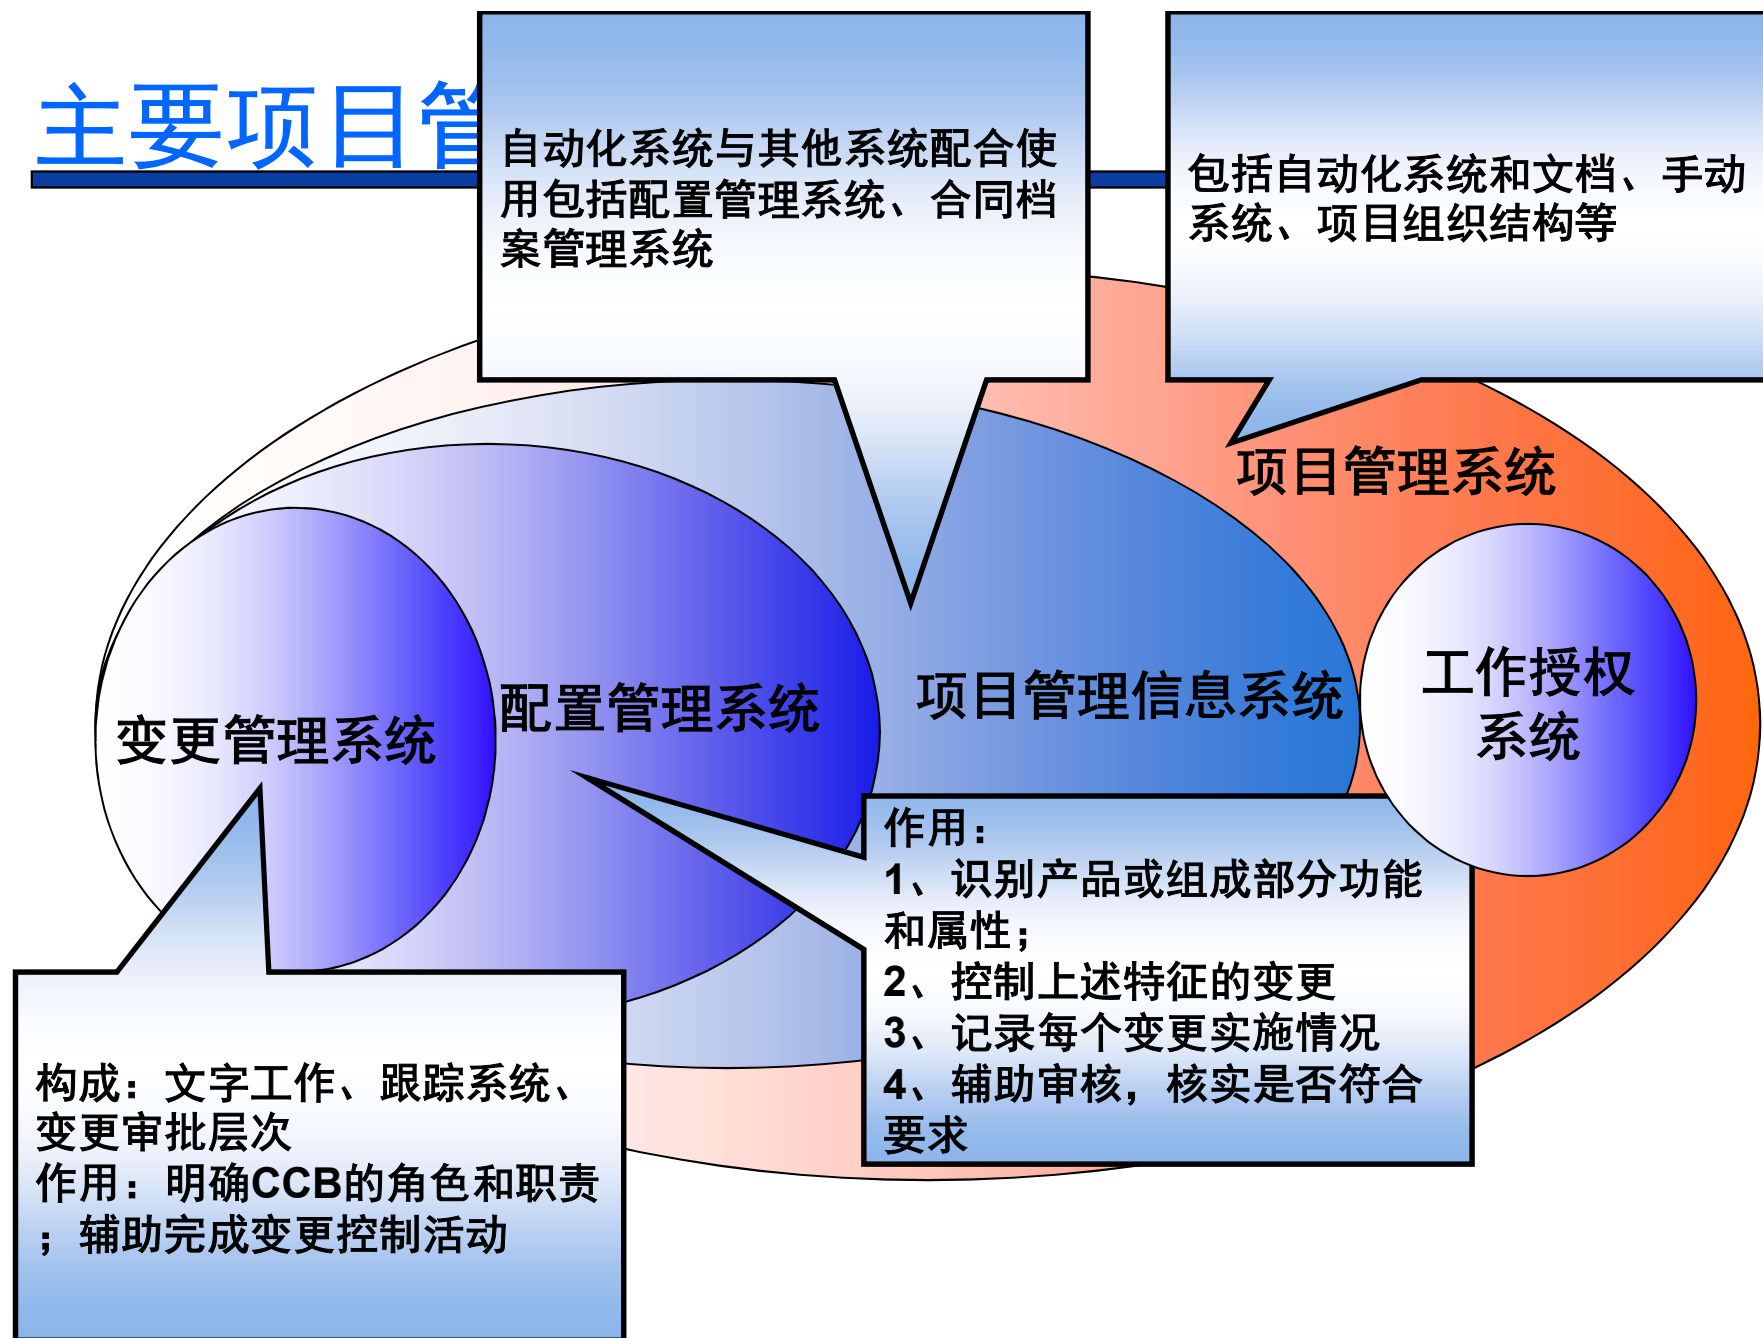 主要项目管
自动化系统与其他系统配合使
用包括配置管理系统、合同档
案管理系统
包括自动化系统和文档、手动
系统、项目组织结构等
项目管理系统
工作授权
系统
项目管理信息系统
配置管理系统
变更管理系统
作用：
1、识别产品或组成部分功能
和属性；
2、控制上述特征的变更
3、记录每个变更实施情况
4、辅助审核，核实是否符合
要求
构成：文字工作、跟踪系统、
变更审批层次
作用：明确CCB的角色和职责
；辅助完成变更控制活动